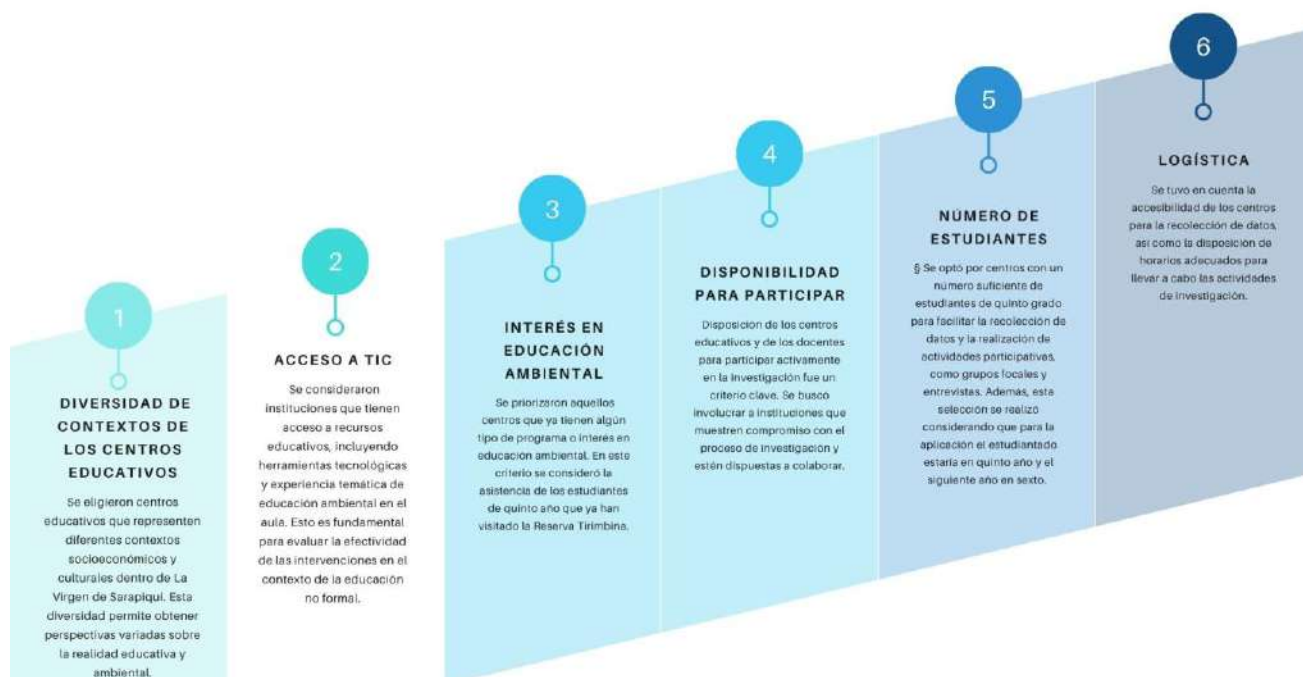 1
DIVERSIDAD DE
CONTEXTOS DE
LOS CENTROS
EDUCATIVOS
Se eligieron centros
educativos que representen
diferentes contextos
socioeconómicos y
culturales dentro de La
Virgen de Sarapiquí. Esta
diversidad permite obtener
perspectivas variadas sobre
la realidad educativa y
ambiental.
2
ACCESO A TIC
Se consideraron
instituciones que tienen
acceso a recursos
educativos, incluyendo
herramientas tecnológicas
y experiencia temática de
educación ambiental en el
aula. Esto es fundamental
para evaluar la efectividad
de las intervenciones en el
contexto de la educación
no formal.
3
INTERÉS EN
EDUCACIÓN
AMBIENTAL
Se priorizaron aquellos
centros que ya tienen algún
tipo de programa o interés en
educación ambiental. En este
criterio se consideró la
asistencia de los estudiantes
de quinto año que ya han
visitado la Reserva Tirimbina.
4
DISPONIBILIDAD
PARA PARTICIPAR
Disposición de los centros
educativos y de los docentes
para participar activamente
en la investigación fue un
criterio clave. Se buscó
involucrar a instituciones que
muestren compromiso con el
proceso de investigación y
estén dispuestas a colaborar.
5
NÚMERO DE
ESTUDIANTES
§ Se optó por centros con un
número suficiente de
estudiantes de quinto grado
para facilitar la recolección de
datos y la realización de
actividades participativas,
como grupos focales y
entrevistas. Además, esta
selección se realizó
considerando que para la
aplicación el estudiantado
estaría en quinto año y el
siguiente año en sexto.
6
LOGÍSTICA
Se tuvo en cuenta la
accesibilidad de los centros
para la recolección de datos,
así como la disposición de
horarios adecuados para
llevar a cabo las actividades
de investigación.